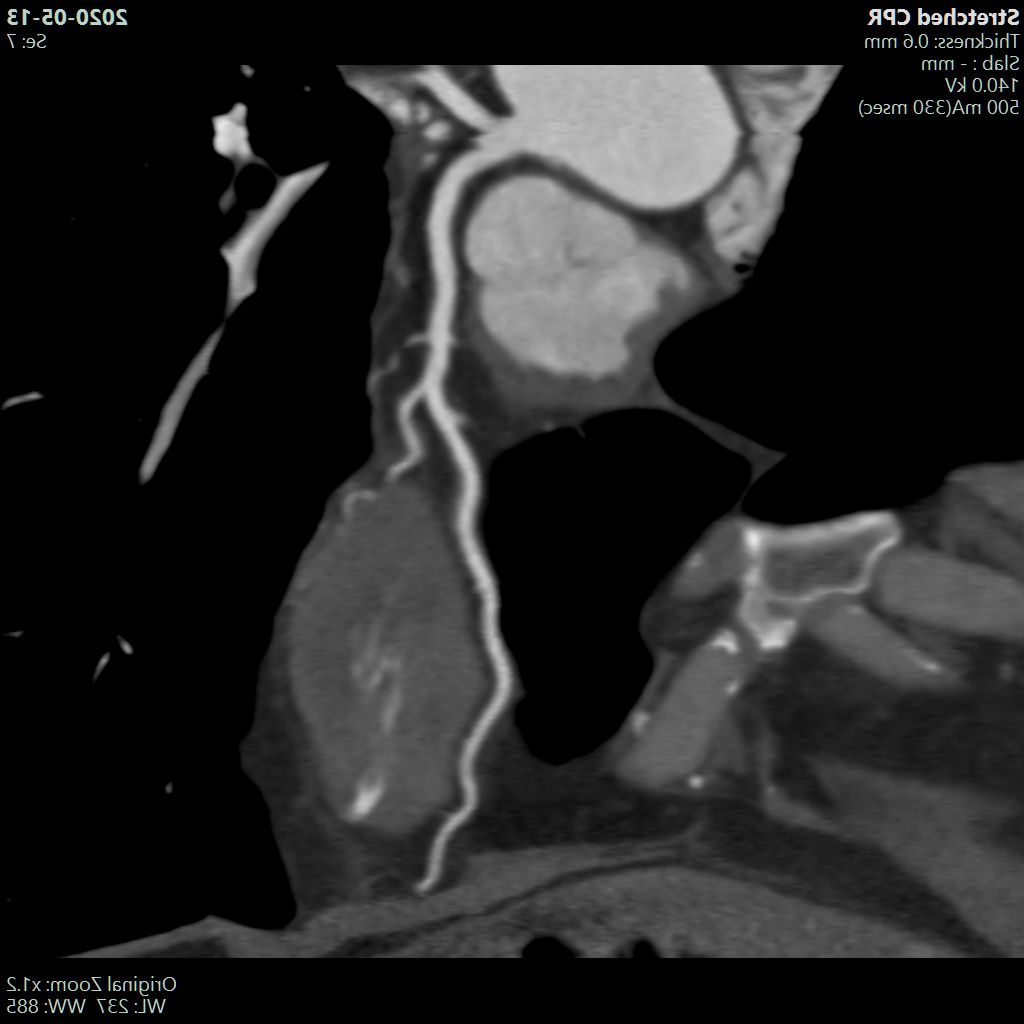 Stretched CPR
Thickness: 0.6 mm
Slab : - mm
140.0 kV
500 mA(330 msec)
2020-05-13
Se: 7
Original Zoom: x1.2
WL: 237 WW: 885